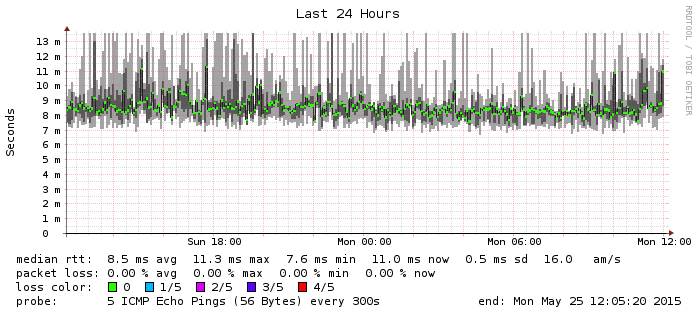 Last 24 Hours
RRDTOOL / TOBI OETIKER
Seconds
13 m
12 m
11 m
10 m
9 m
8 m
7 m
6 m
5 m
4 m
3 m
2 m
1 m
0
Sun 18:00 Mon 00:00 Mon 06:00 Mon 12:00
median rtt: 8.5 ms avg 11.3 ms max 7.6 ms min 11.0 ms now 0.5 ms sd 16.0 am/s
packet loss: 0.00 % avg 0.00 % max 0.00 % min 0.00 % now
loss color: 0 1/5 2/5 3/5 4/5
probe: 5 ICMP Echo Pings (56 Bytes) every 300s end: Mon May 25 12:05:20 2015